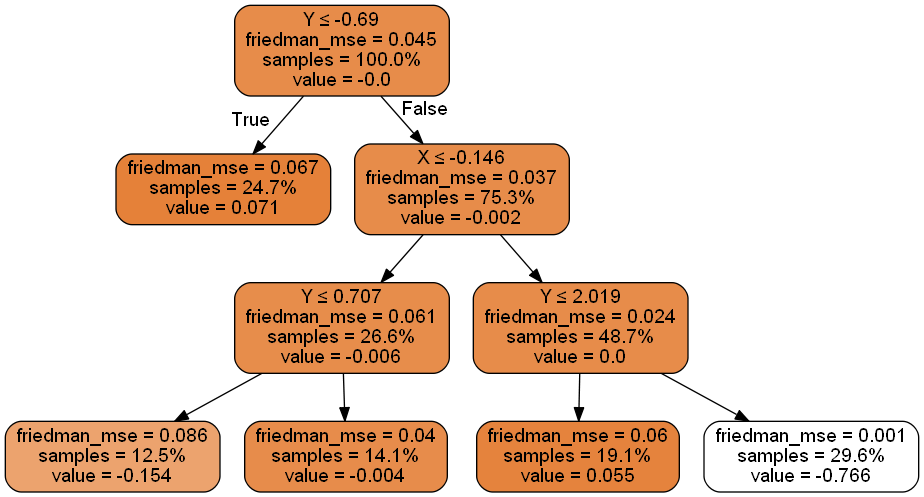 Y ≤ -0.69
friedman_mse = 0.045
samples = 100.0%
value = -0.0
True
False
friedman_mse = 0.067
samples = 24.7%
value = 0.071
X ≤ -0.146
friedman_mse = 0.037
samples = 75.3%
value = -0.002
Y ≤ 0.707
friedman_mse = 0.061
samples = 26.6%
value = -0.006
Y ≤ 2.019
friedman_mse = 0.024
samples = 48.7%
value = 0.0
friedman_mse = 0.086
samples = 12.5%
value = -0.154
friedman_mse = 0.04
samples = 14.1%
value = -0.004
friedman_mse = 0.06
samples = 19.1%
value = 0.055
friedman_mse = 0.001
samples = 29.6%
value = -0.766